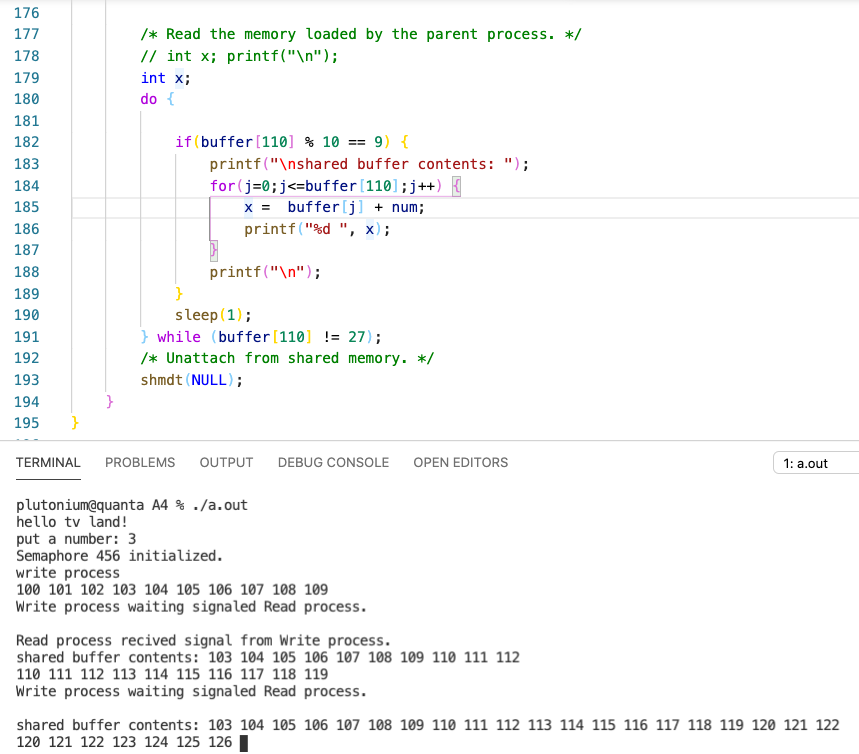 176
177 /* Read the memory loaded by the parent process. */
178 // int x; printf("\n");
179 int x;
180 do {
181
182 if(buffer[110] % 10 == 9) {
183 printf("\nshared buffer contents: ");
184 for(j=0;j<=buffer[110];j++) {
185 x =  buffer[j] + num;
186 printf("%d ", x);
187 }
188 printf("\n");
189 }
190 sleep(1);
191 } while (buffer[110] != 27);
192 /* Unattach from shared memory. */
193 shmdt(NULL);
194 }
195 }
TERMINAL PROBLEMS OUTPUT DEBUG CONSOLE OPEN EDITORS 1: a.out
plutonium@quanta A4 % ./a.out
hello tv land!
put a number: 3
Semaphore 456 initialized.
write process
100 101 102 103 104 105 106 107 108 109
Write process waiting signaled Read process.
Read process recived signal from Write process.
shared buffer contents: 103 104 105 106 107 108 109 110 111 112
110 111 112 113 114 115 116 117 118 119
Write process waiting signaled Read process.
shared buffer contents: 103 104 105 106 107 108 109 110 111 112 113 114 115 116 117 118 119 120 121 122
120 121 122 123 124 125 126